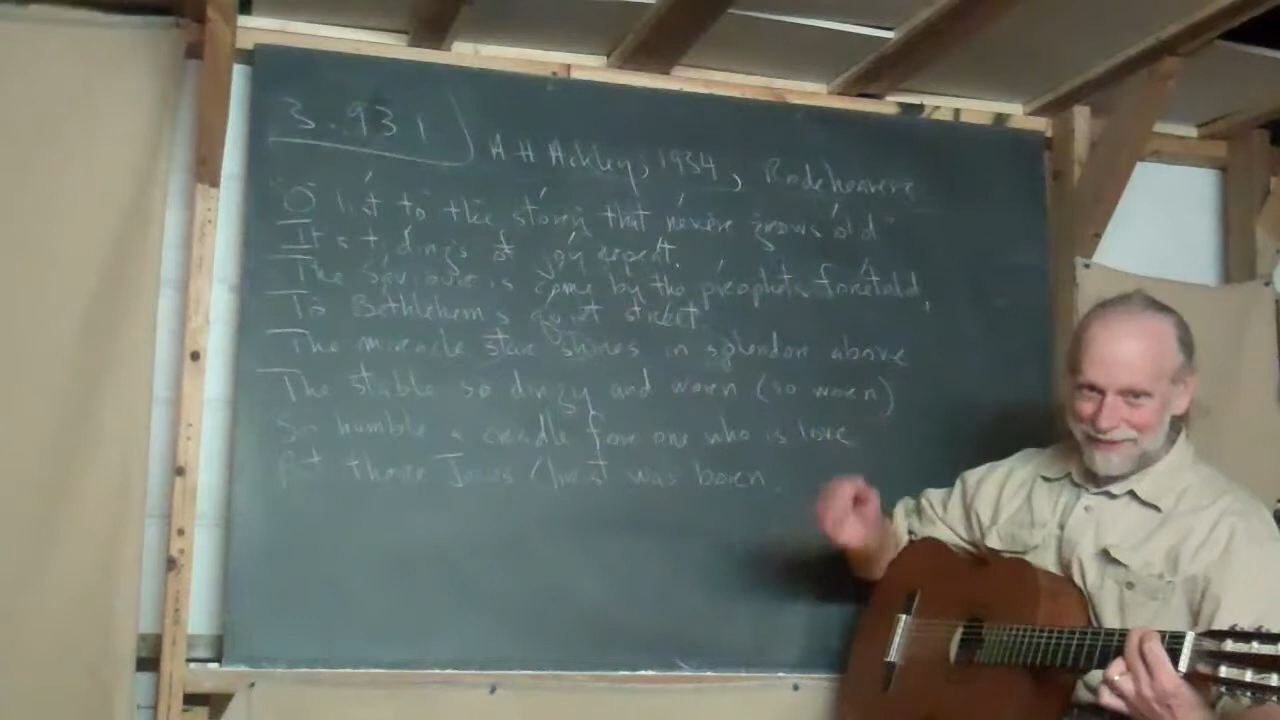 3.931) A H Ackley, 1934, Rodeheaver
O list to the story that never grows old
Its tidings of joy repeat.
The Saviour is come by the prophets foretold,
To Bethlehem's quiet street.
The miracle star shines in splendor above
The stable so dingy and worn (so worn)
So humble a cradle for one who is love
For there Jesus Christ was born.